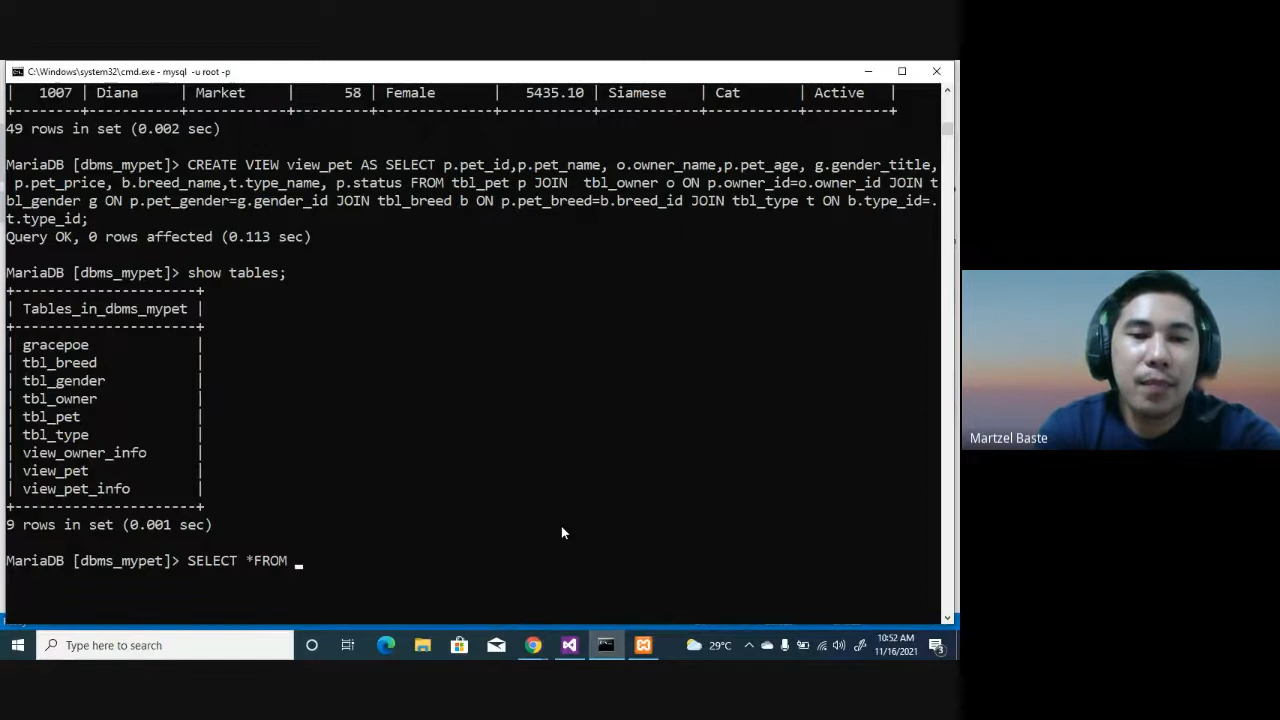 C:\Windows\system32\cmd.exe - mysql -u root -p
| 1007 | Diana | Market | 58 | Female | 5435.10 | Siamese | Cat | Active |
+--------+-----------+-------------+---------+--------------+-----------+-------------+----------+----------+
49 rows in set (0.002 sec)
MariaDB [dbms_mypet]> CREATE VIEW view_pet AS SELECT p.pet_id,p.pet_name, o.owner_name,p.pet_age, g.gender_title,
p.pet_price, b.breed_name,t.type_name, p.status FROM tbl_pet p JOIN  tbl_owner o ON p.owner_id=o.owner_id JOIN t
bl_gender g ON p.pet_gender=g.gender_id JOIN tbl_breed b ON p.pet_breed=b.breed_id JOIN tbl_type t ON b.type_id=.
t.type_id;
Query OK, 0 rows affected (0.113 sec)
MariaDB [dbms_mypet]> show tables;
+----------------------+
| Tables_in_dbms_mypet |
+----------------------+
| gracepoe |
| tbl_breed |
| tbl_gender |
| tbl_owner |
| tbl_pet |
| tbl_type |
| view_owner_info |
| view_pet |
| view_pet_info |
+----------------------+
9 rows in set (0.001 sec)
MariaDB [dbms_mypet]> SELECT *FROM _
Martzel Baste
Type here to search
29°C
10:52 AM
11/16/2021
3